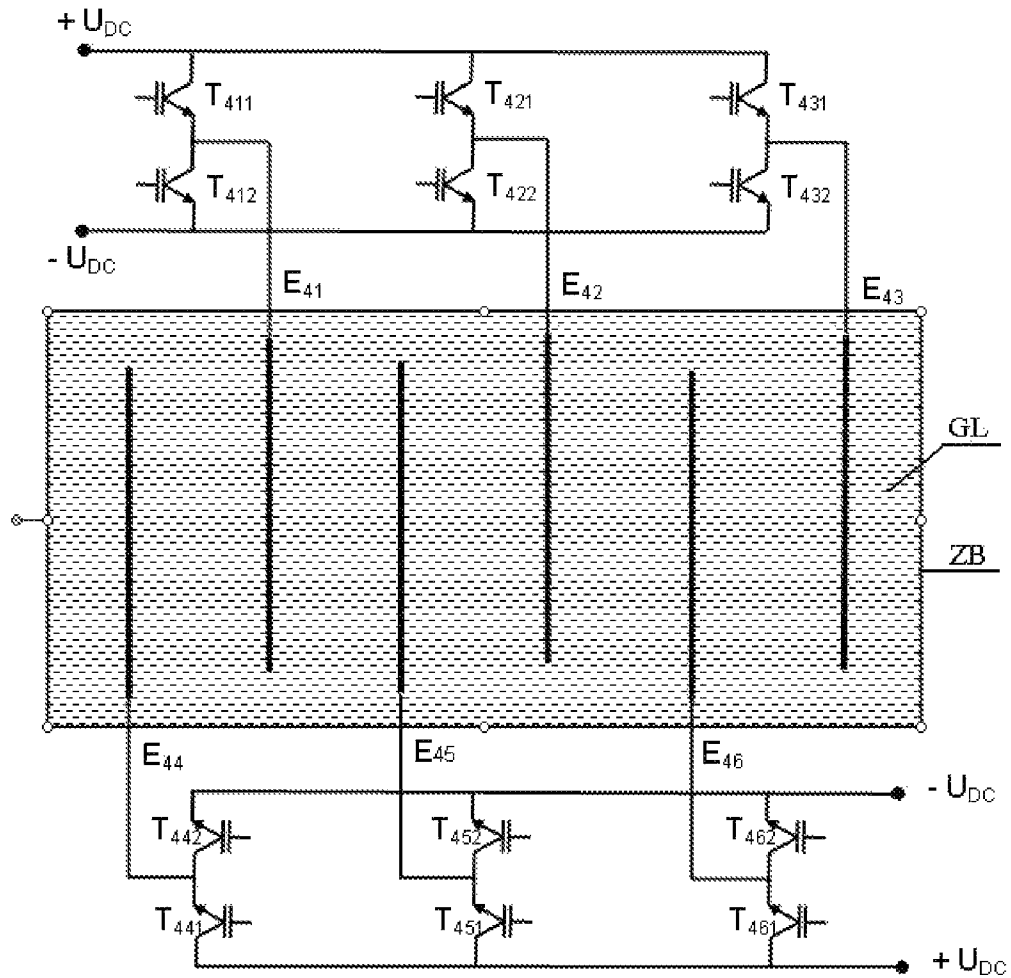 + U_DC
T_411
T_421
T_431
T_412
T_422
T_432
- U_DC
E_41
E_42
E_43
GL
ZB
E_44
E_45
E_46
- U_DC
T_442
T_452
T_462
T_441
T_451
T_461
+ U_DC